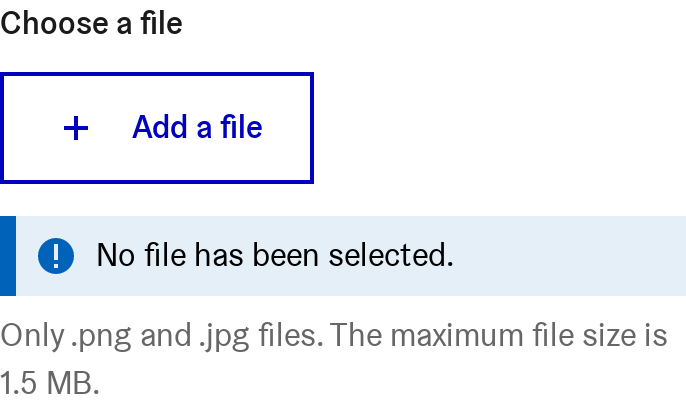 Choose a file
Add a file
No file has been selected.
Only .png and .jpg files. The maximum file size is
1.5 MB.